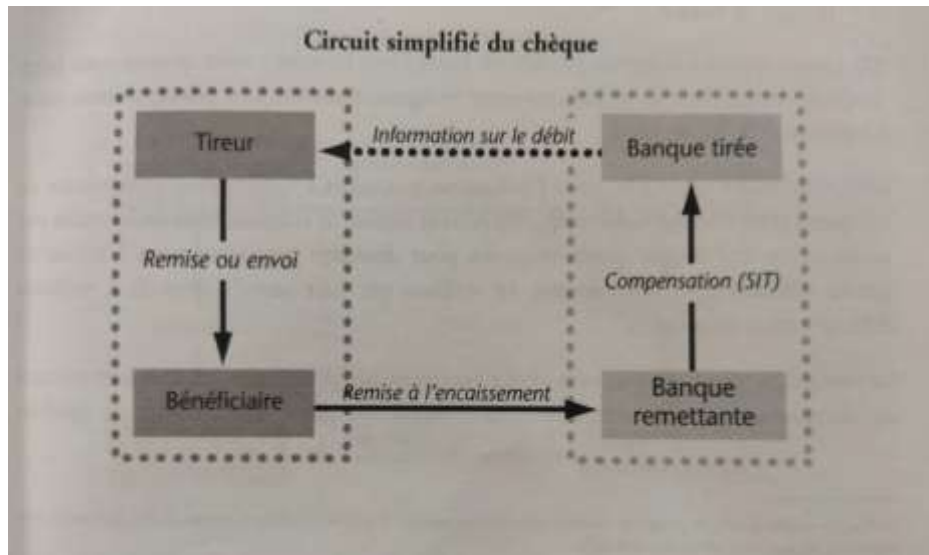 Circuit simplifié du chèque
Tireur
Information sur le débit
Banque tirée
Remise ou envoi
Compensation (SIT)
Bénéficiaire
Remise à l'encaissement
Banque
remettante